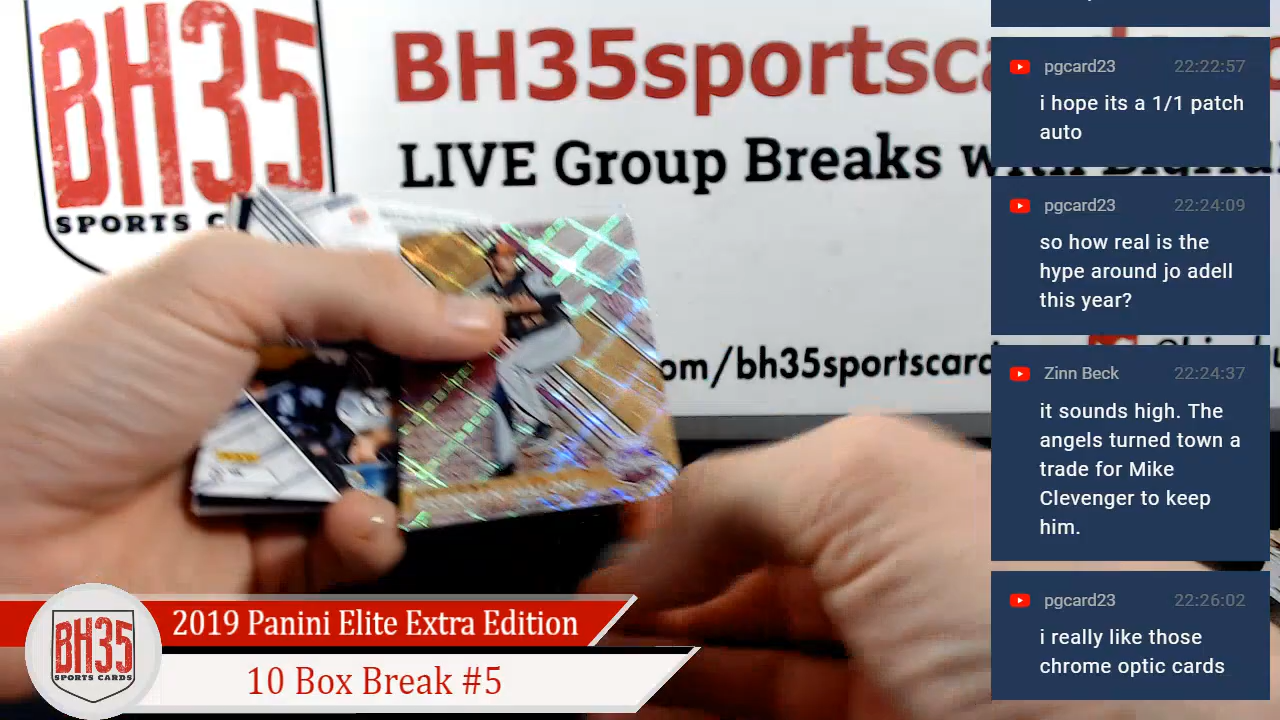 BH35
SPORTS
BH35sportsca
LIVE Group Breaks w
om/bh35sportscard
pgcard23 22:22:57
i hope its a 1/1 patch
auto
pgcard23 22:24:09
so how real is the
hype around jo adell
this year?
Zinn Beck 22:24:37
it sounds high. The
angels turned town a
trade for Mike
Clevenger to keep
him.
pgcard23 22:26:02
i really like those
chrome optic cards
BH35
SPORTS CARDS
2019 Panini Elite Extra Edition
10 Box Break #5